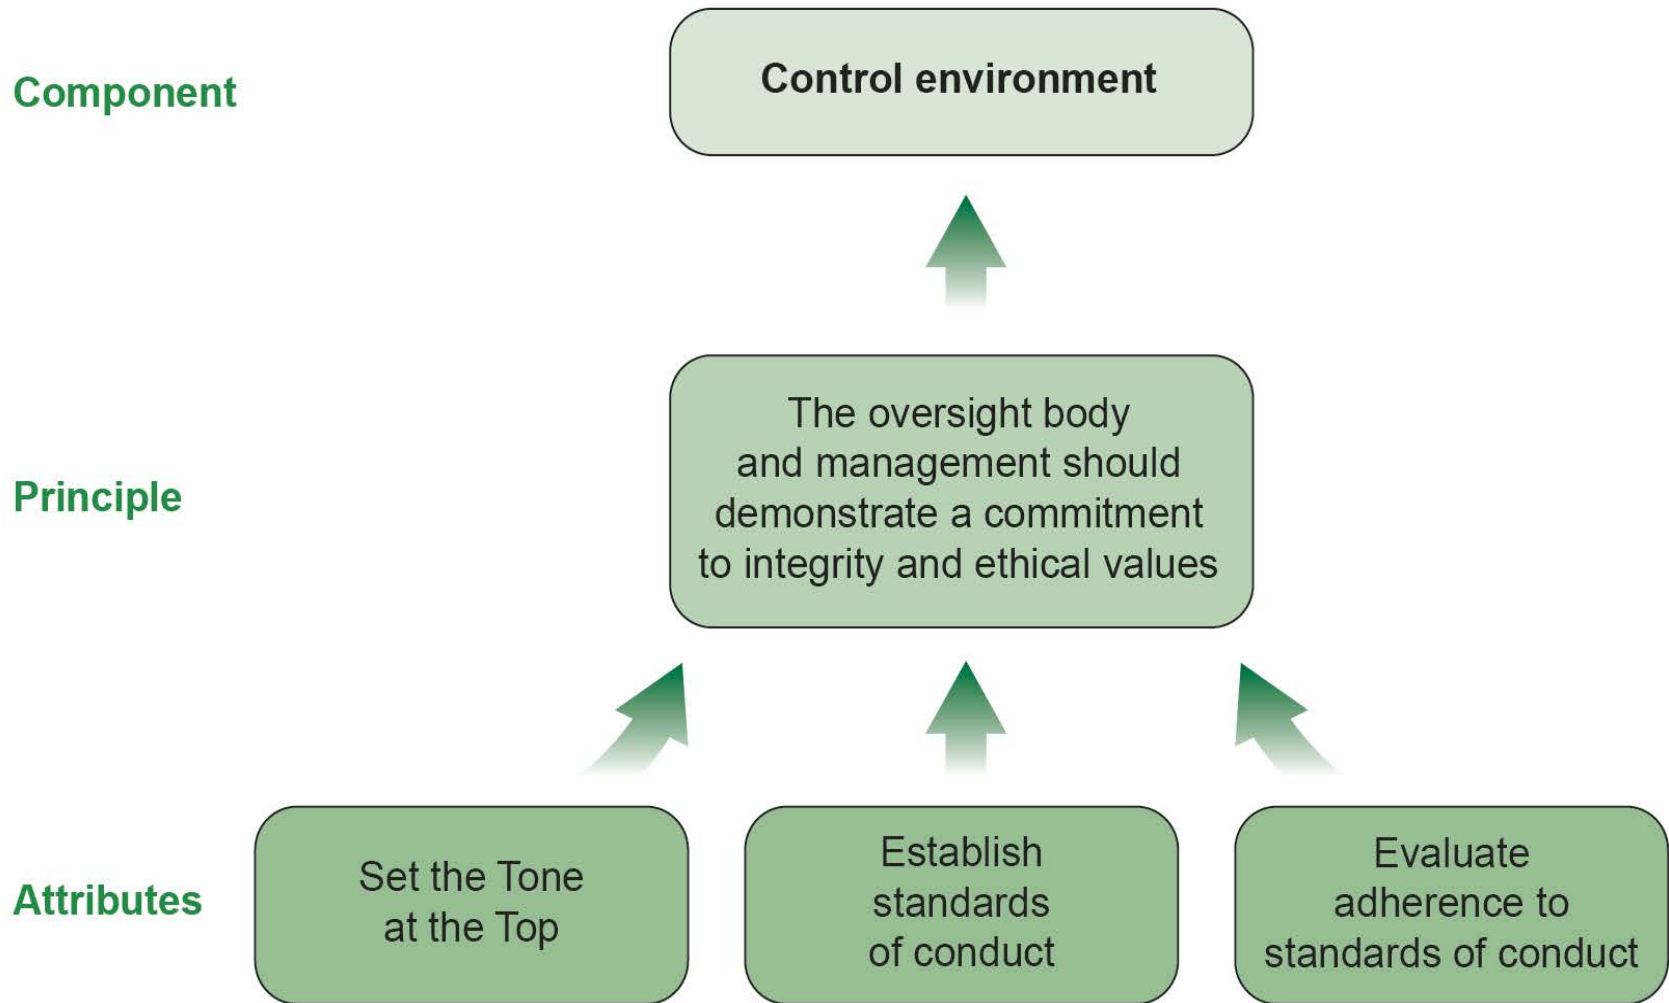 Component
Control environment
Principle
The oversight body
and management should
demonstrate a commitment
to integrity and ethical values
Attributes
Set the Tone
at the Top
Establish
standards
of conduct
Evaluate
adherence to
standards of conduct